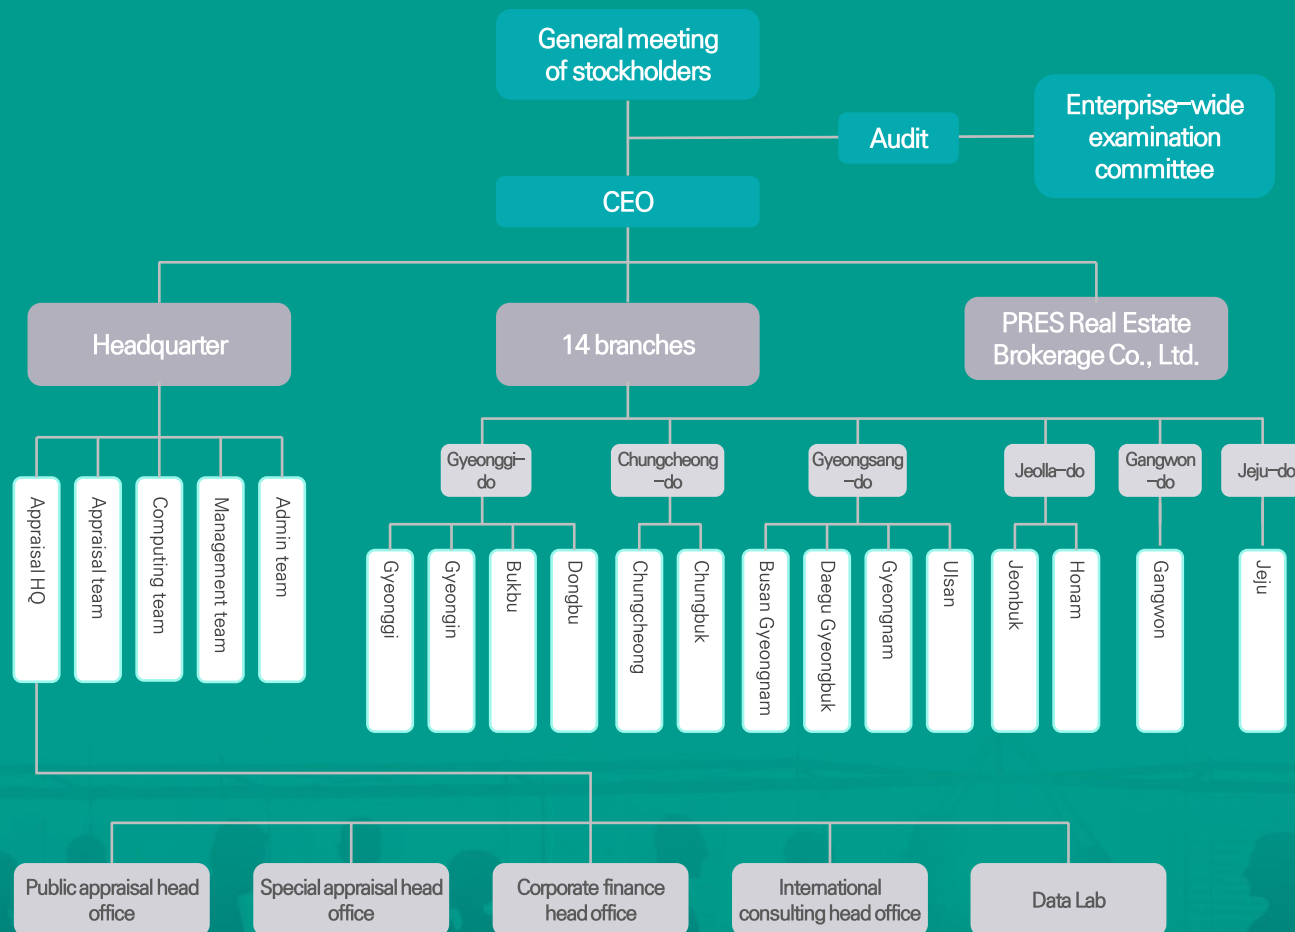 General meeting
of stockholders
Audit
Enterprise-wide
examination
committee
CEO
Headquarter
14 branches
PRES Real Estate
Brokerage Co., Ltd.
Gyeonggi-
do
Chungcheong
-do
Gyeongsang
-do
Jeolla-do
Gangwon
-do
Jeju-do
Appraisal HQ
Appraisal team
Computing team
Management team
Admin team
Gyeonggi
Gyeongin
Bukbu
Dongbu
Chungcheong
Chungbuk
Busan Gyeongnam
Daegu Gyeongbuk
Gyeongnam
Ulsan
Jeonbuk
Honam
Gangwon
Jeju
Public appraisal head
office
Special appraisal head
office
Corporate finance
head office
International
consulting head office
Data Lab